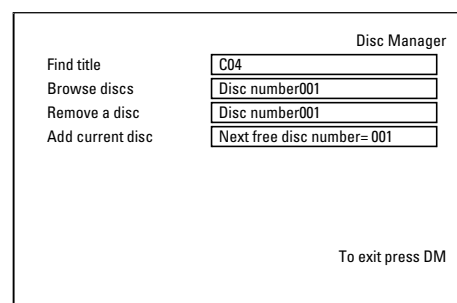 Disc Manager
Find title C04
Browse discs Disc number001
Remove a disc Disc number001
Add current disc Next free disc number= 001
To exit press DM